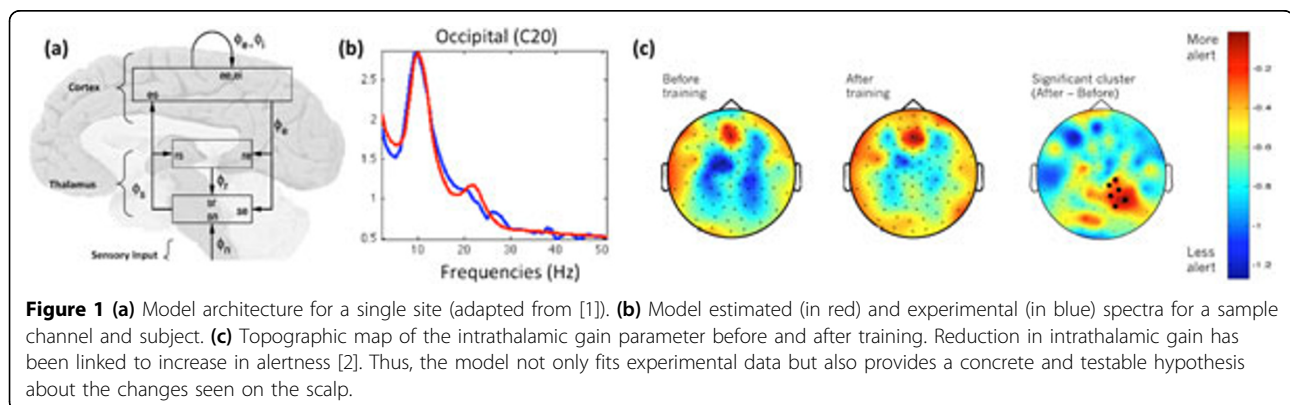 (a)
ϕe,ϕi
Cortex
ee,ei
es
ϕe
rs
re
Thalamus
ϕs
ϕr
sr
sn
se
Sensory Input
ϕn
(b)
Occipital (C20)
2.5
2
1.5
1
0.5
10
20
30
40
50
Frequencies (Hz)
(c)
Before
training
After
training
Significant cluster
(After – Before)
More
alert
-0.2
-0.4
-0.6
-0.8
-1
-1.2
Less
alert
Figure 1 (a) Model architecture for a single site (adapted from [1]). (b) Model estimated (in red) and experimental (in blue) spectra for a sample
channel and subject. (c) Topographic map of the intrathalamic gain parameter before and after training. Reduction in intrathalamic gain has
been linked to increase in alertness [2]. Thus, the model not only fits experimental data but also provides a concrete and testable hypothesis
about the changes seen on the scalp.